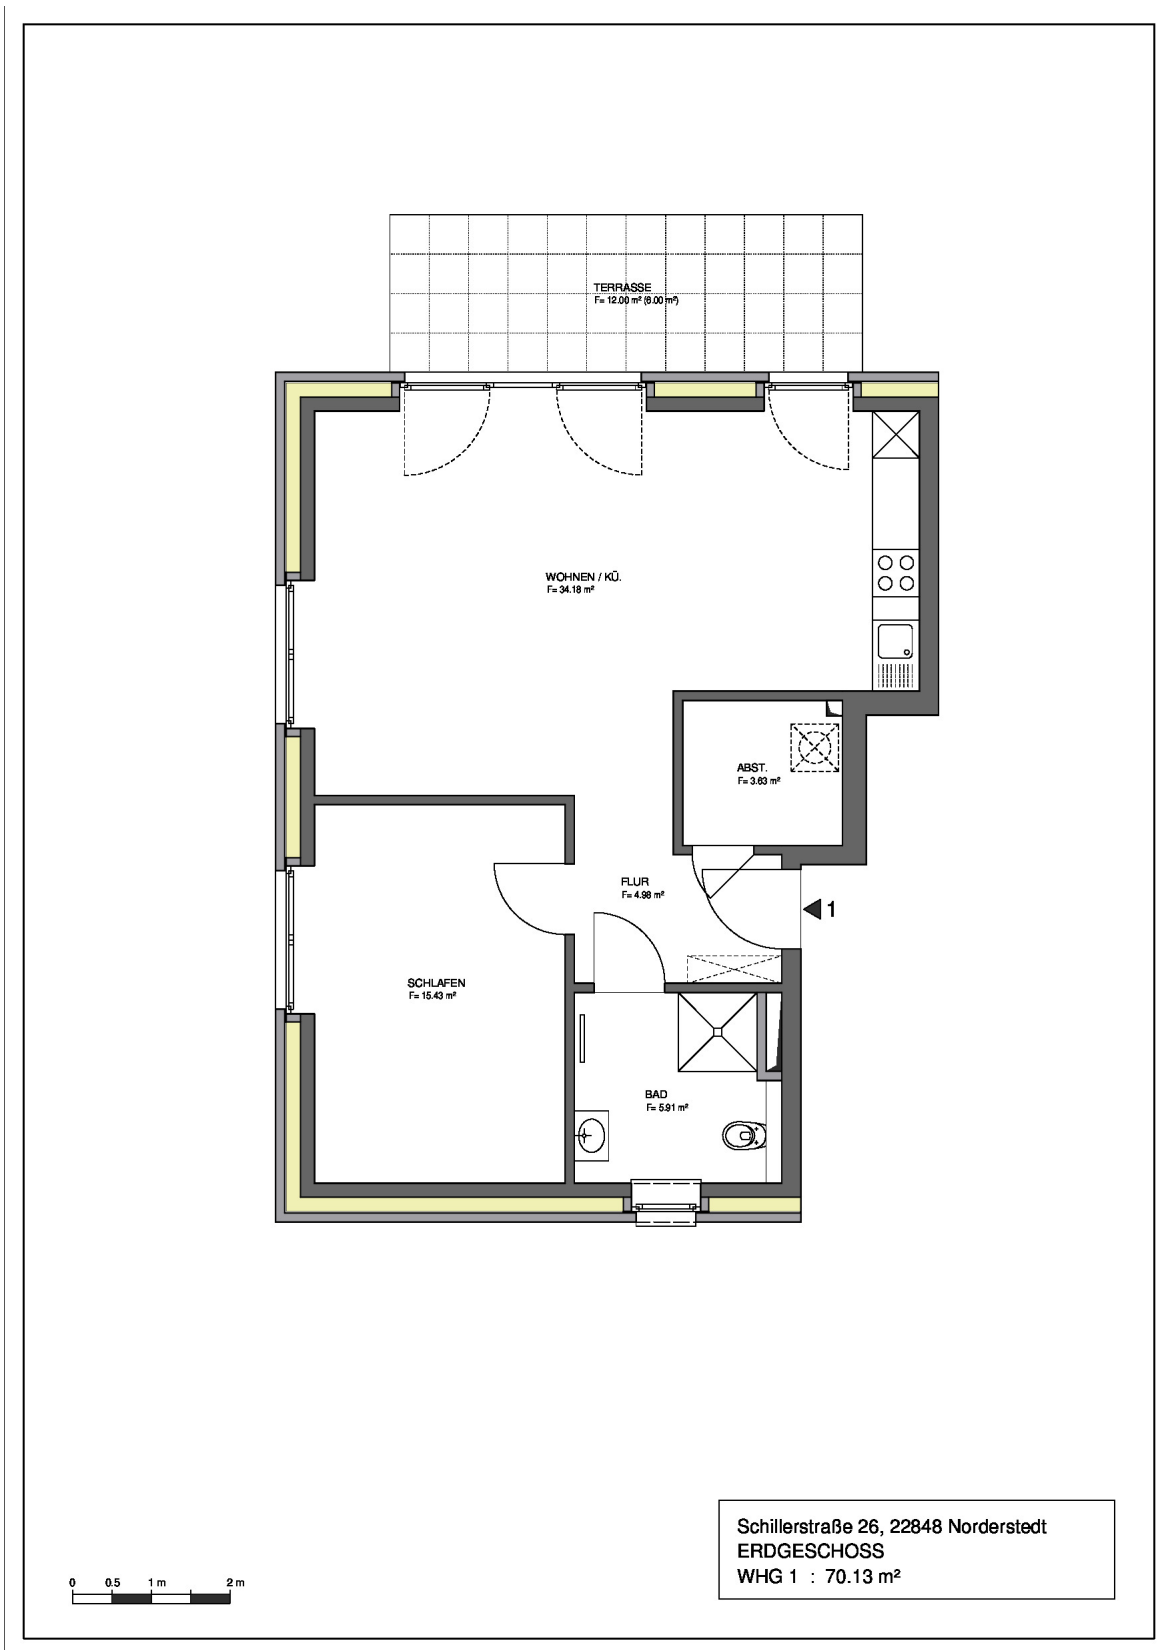 TERRASSE
F= 12.00 m² (6.00 m²)
WOHNEN / KÜ.
F= 34.18 m²
ABST.
F= 3.63 m²
FLUR
F= 4.98 m²
1
SCHLAFEN
F= 15.43 m²
BAD
F= 5.91 m²
Schillerstraße 26, 22848 Norderstedt
ERDGESCHOSS
WHG 1 : 70.13 m²
0 0.5 1 m 2 m